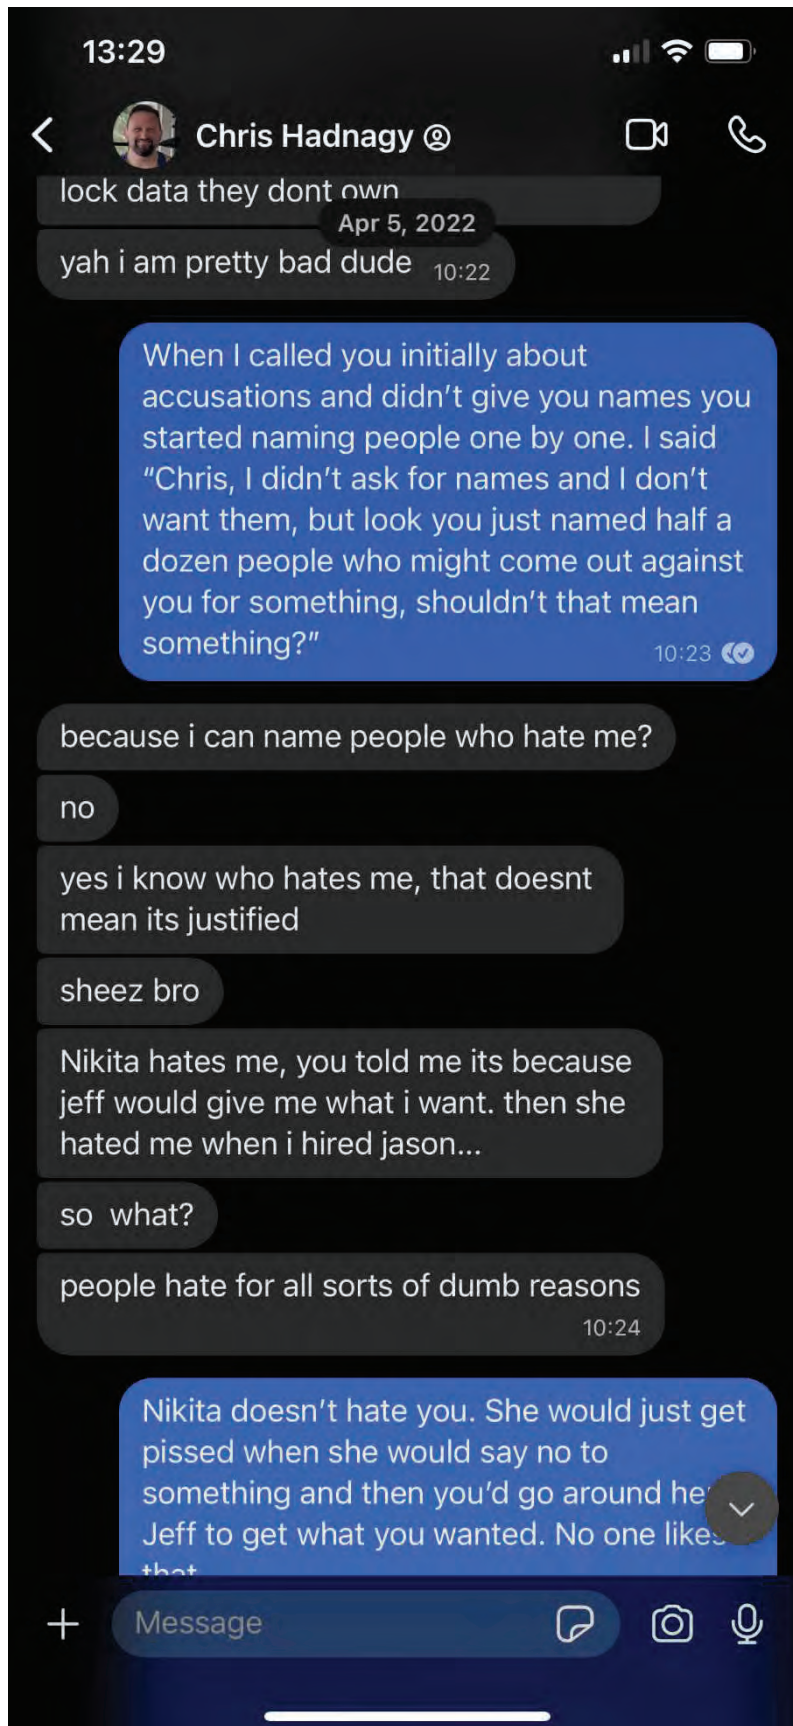 13:29
Chris Hadnagy
lock data they dont own
Apr 5, 2022
yah i am pretty bad dude 10:22
When I called you initially about
accusations and didn’t give you names you
started naming people one by one. I said
“Chris, I didn’t ask for names and I don’t
want them, but look you just named half a
dozen people who might come out against
you for something, shouldn’t that mean
something?”
10:23
because i can name people who hate me?
no
yes i know who hates me, that doesnt
mean its justified
sheez bro
Nikita hates me, you told me its because
jeff would give me what i want. then she
hated me when i hired jason...
so  what?
people hate for all sorts of dumb reasons
10:24
Nikita doesn’t hate you. She would just get
pissed when she would say no to
something and then you’d go around he
Jeff to get what you wanted. No one likes
that
Message